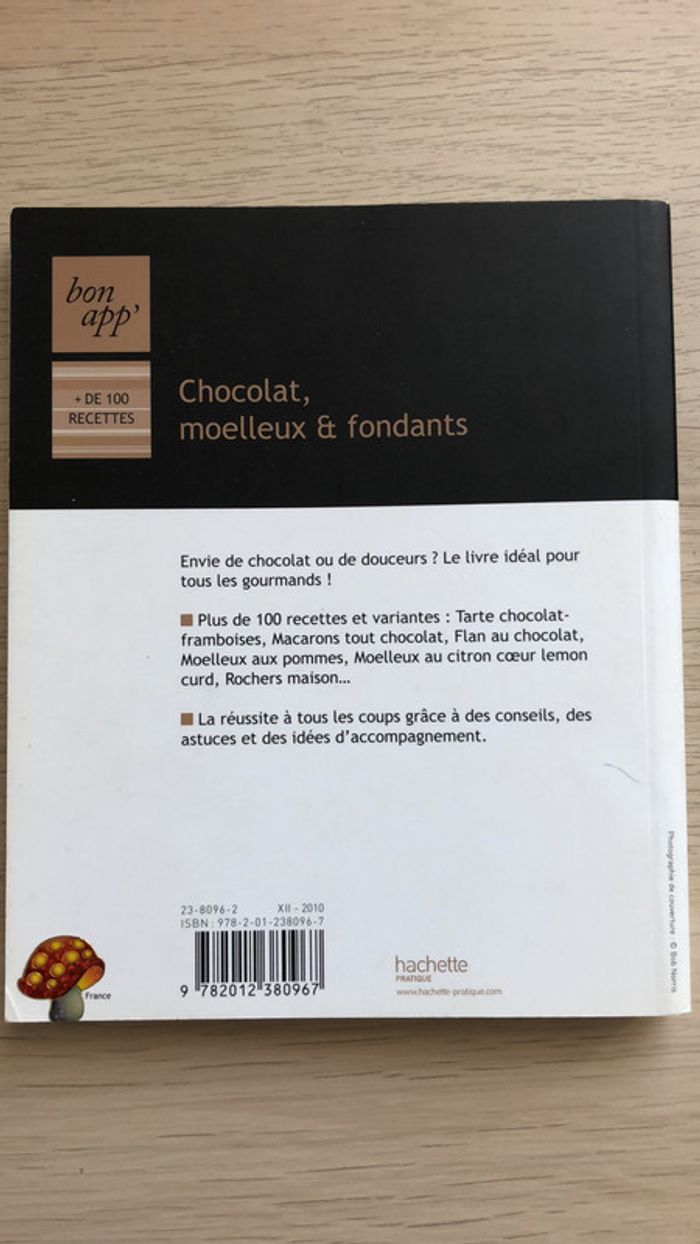 bon
app'
+ DE 100
RECETTES
Chocolat,
moelleux & fondants
Envie de chocolat ou de douceurs ? Le livre idéal pour
tous les gourmands !
■ Plus de 100 recettes et variantes : Tarte chocolat-
framboises, Macarons tout chocolat, Flan au chocolat,
Moelleux aux pommes, Moelleux au citron cœur lemon
curd, Rochers maison...
■ La réussite à tous les coups grâce à des conseils, des
astuces et des idées d'accompagnement.
23-8096-2 XII - 2010
ISBN : 978-2-01-238096-7
9 782012 380967
hachette
PRATIQUE
www.hachette-pratique.com
France
Photographie de couverture : © Bob Norris